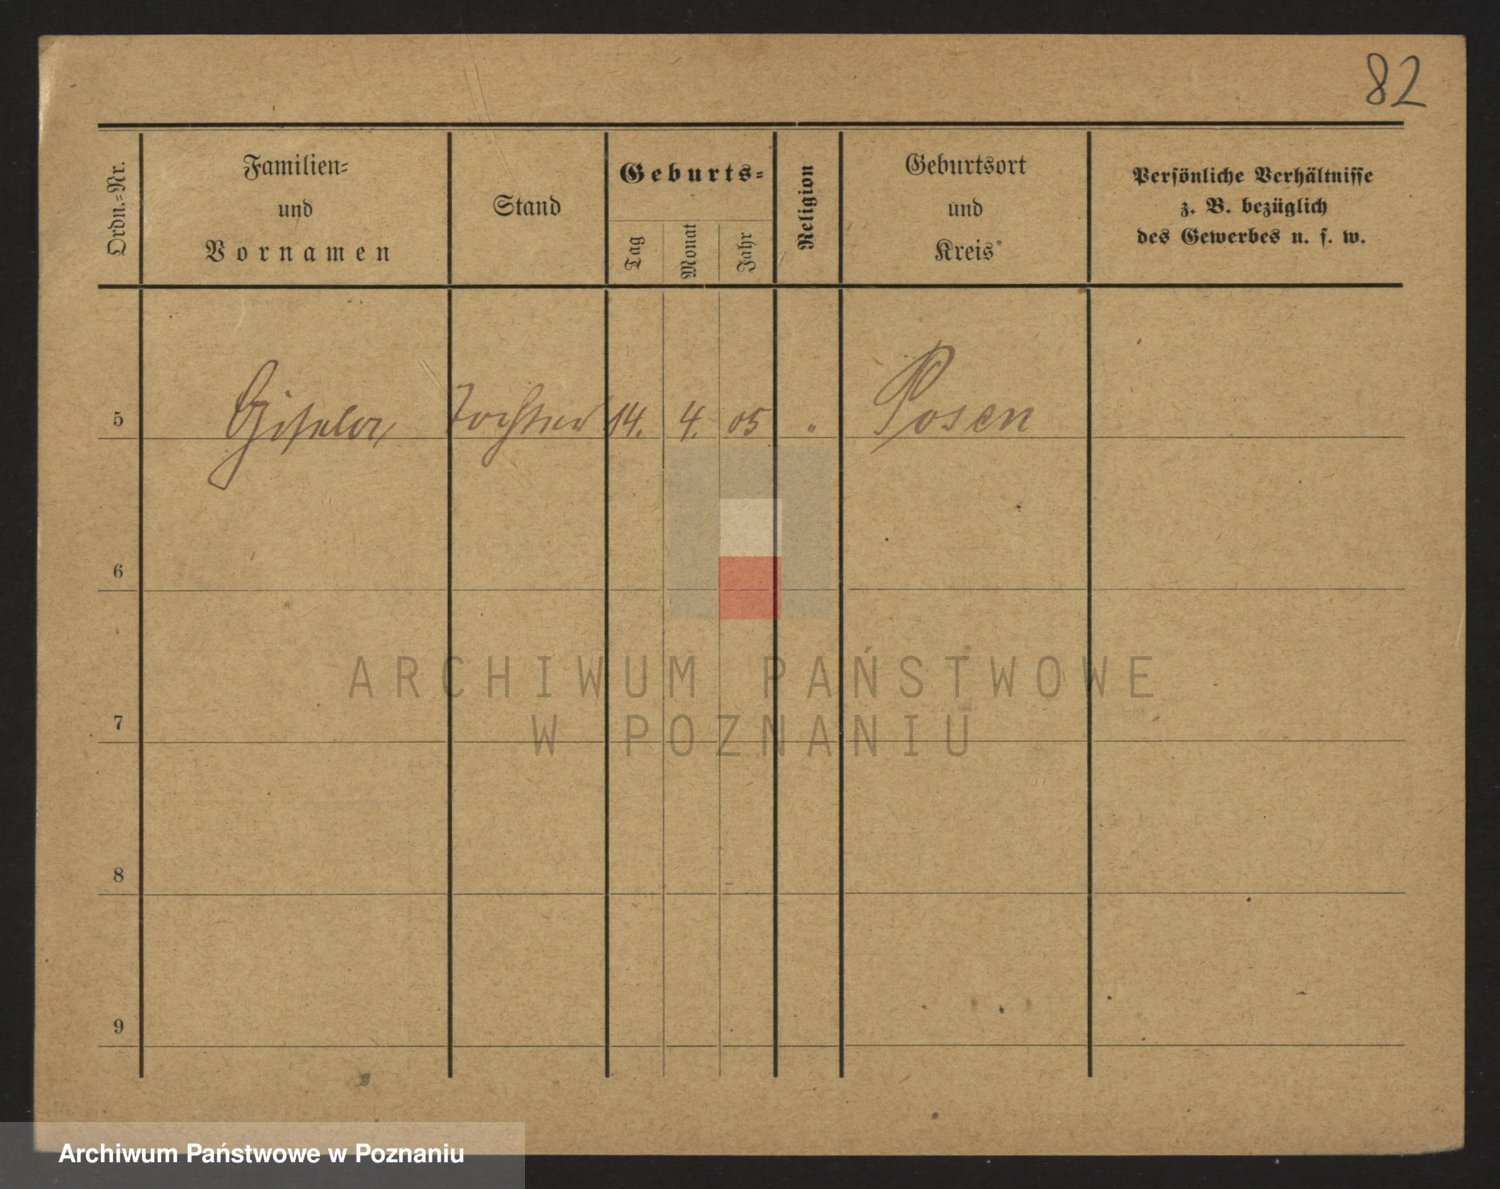 82
Ordn.=Nr.
Familien=
und
Vornamen
Stand
Geburts=
Tag
Monat
Jahr
Religion
Geburtsort
und
Kreis
Persönliche Verhältnisse
z. B. bezüglich
des Gewerbes u. s. w.
5 Gisela, Tochter 14. 4. 05 " Posen
6
7
8
9
ARCHIWUM PAŃSTWOWE
W POZNANIU
Archiwum Państwowe w Poznaniu